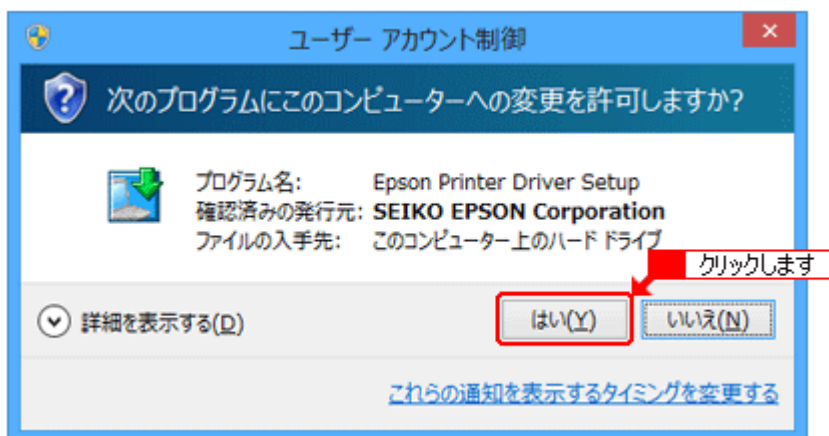 ユーザー アカウント制御
次のプログラムにこのコンピューターへの変更を許可しますか?
プログラム名: Epson Printer Driver Setup
確認済みの発行元: SEIKO EPSON Corporation
ファイルの入手先: このコンピューター上のハード ドライブ
クリックします
詳細を表示する(D) はい(Y) いいえ(N)
これらの通知を表示するタイミングを変更する